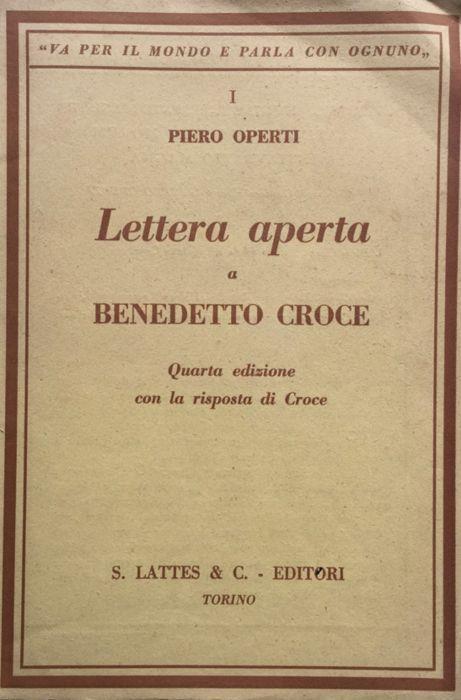 "VA PER IL MONDO E PARLA CON OGNUNO„
I
PIERO OPERTI
Lettera aperta
a
BENEDETTO CROCE
Quarta edizione
con la risposta di Croce
S. LATTES & C. - EDITORI
TORINO